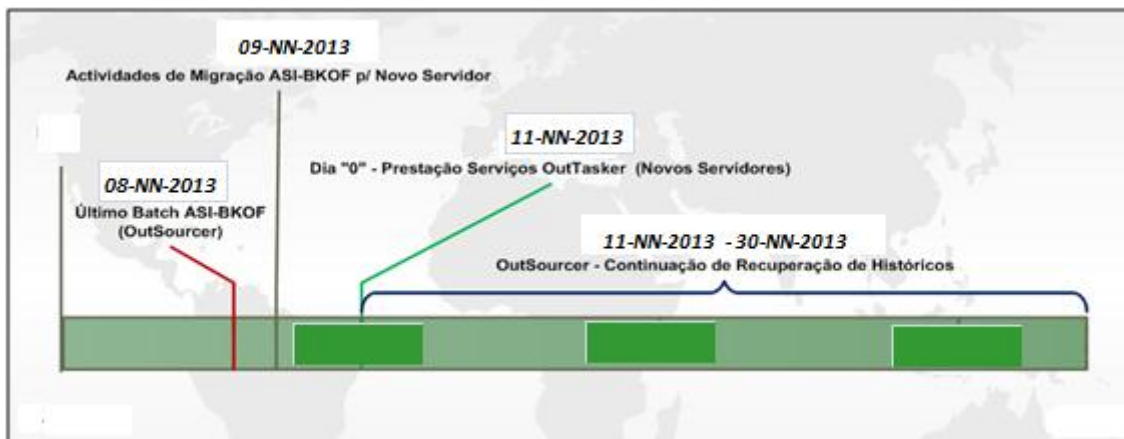 09-NN-2013
Actividades de Migração ASI-BKOF p/ Novo Servidor
11-NN-2013
Dia "0" - Prestação Serviços OutTasker (Novos Servidores)
08-NN-2013
Último Batch ASI-BKOF
(OutSourcer)
11-NN-2013 - 30-NN-2013
OutSourcer - Continuação de Recuperação de Históricos